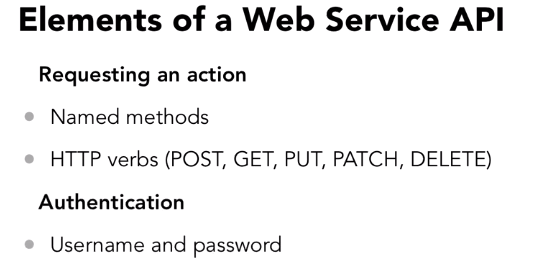 Elements of a Web Service API
Requesting an action
Named methods
HTTP verbs (POST, GET, PUT, PATCH, DELETE)
Authentication
Username and password